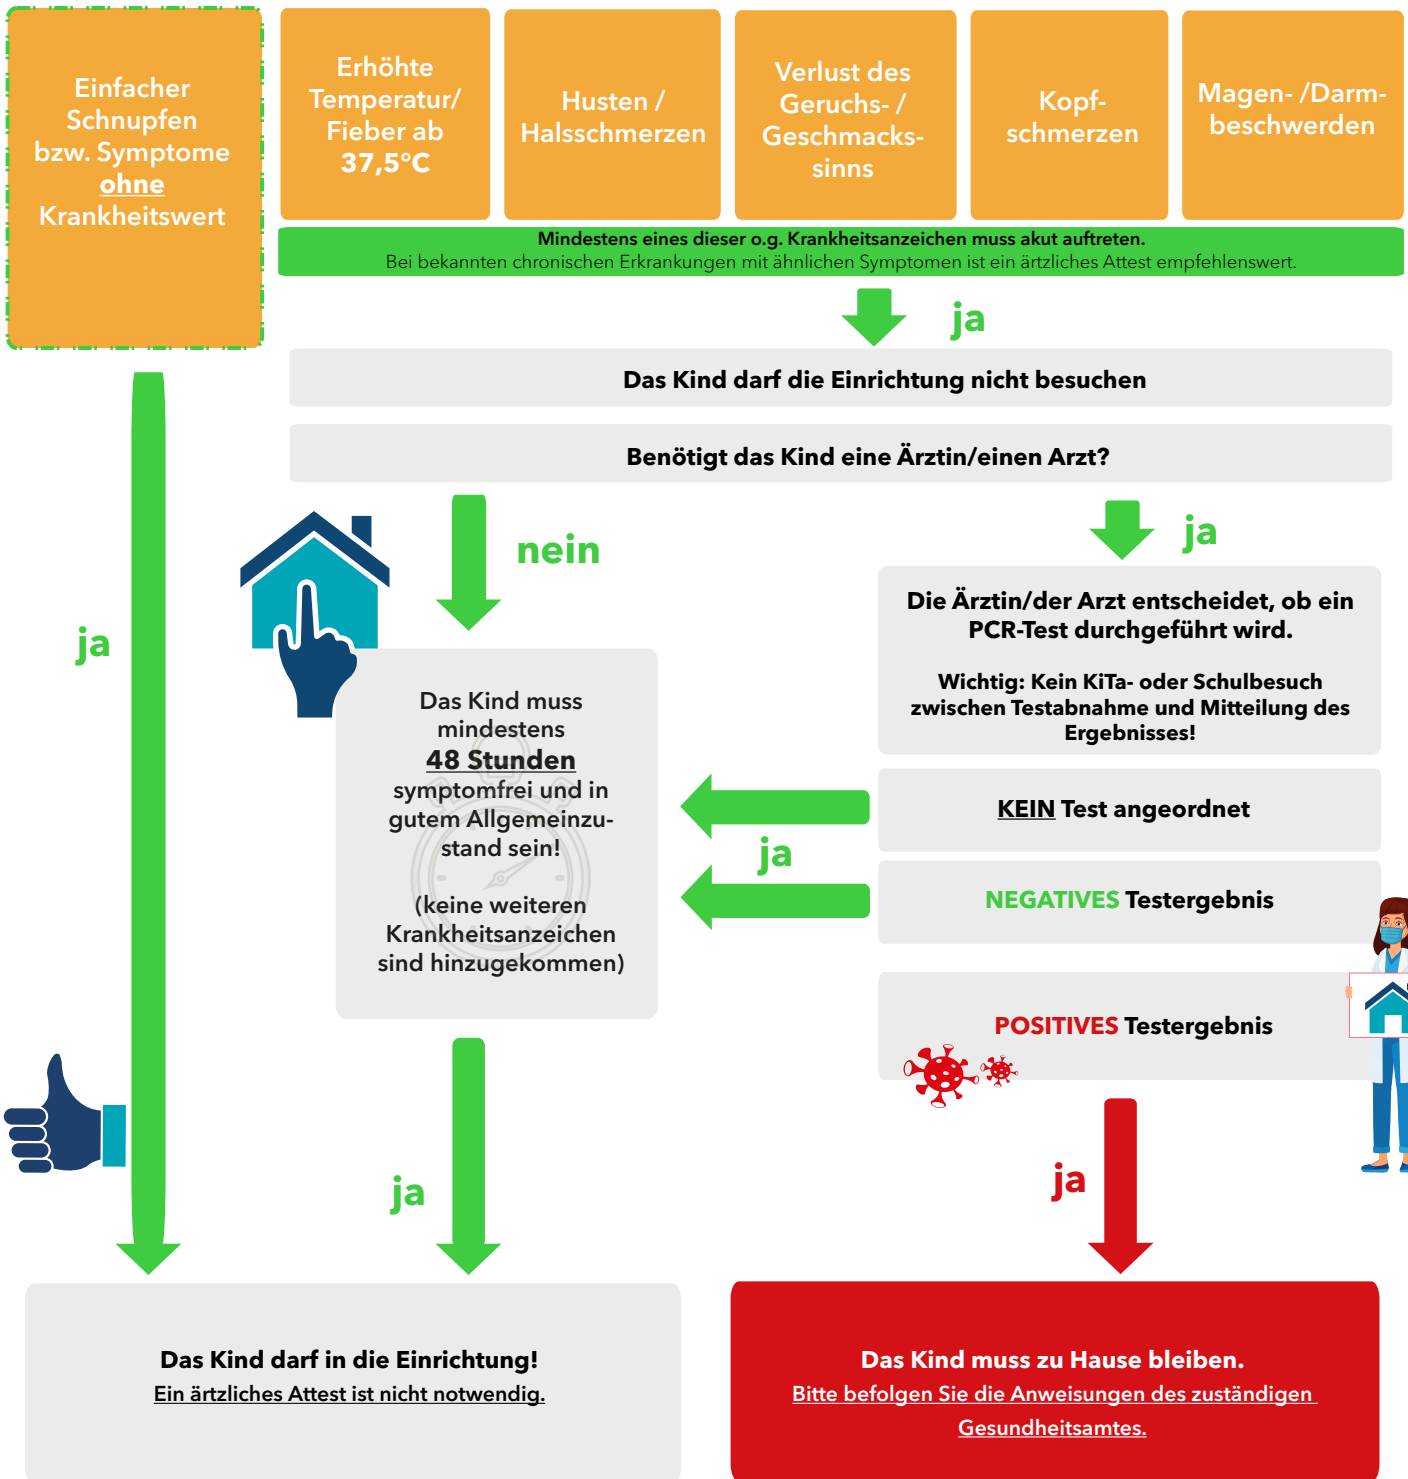 Einfacher
Schnupfen
bzw. Symptome
ohne
Krankheitswert
Erhöhte
Temperatur/
Fieber ab
37,5°C
Husten /
Halsschmerzen
Verlust des
Geruchs- /
Geschmacks-
sinns
Kopf-
schmerzen
Magen- /Darm-
beschwerden
Mindestens eines dieser o.g. Krankheitsanzeichen muss akut auftreten.
Bei bekannten chronischen Erkrankungen mit ähnlichen Symptomen ist ein ärtzliches Attest empfehlenswert.
ja
Das Kind darf die Einrichtung nicht besuchen
Benötigt das Kind eine Ärztin/einen Arzt?
nein
ja
ja
Die Ärztin/der Arzt entscheidet, ob ein
PCR-Test durchgeführt wird.
Wichtig: Kein KiTa- oder Schulbesuch
zwischen Testabnahme und Mitteilung des
Ergebnisses!
Das Kind muss
mindestens
48 Stunden
symptomfrei und in
gutem Allgemeinzu-
stand sein!
(keine weiteren
Krankheitsanzeichen
sind hinzugekommen)
KEIN Test angeordnet
ja
NEGATIVES Testergebnis
POSITIVES Testergebnis
ja
ja
Das Kind darf in die Einrichtung!
Ein ärtzliches Attest ist nicht notwendig.
Das Kind muss zu Hause bleiben.
Bitte befolgen Sie die Anweisungen des zuständigen
Gesundheitsamtes.